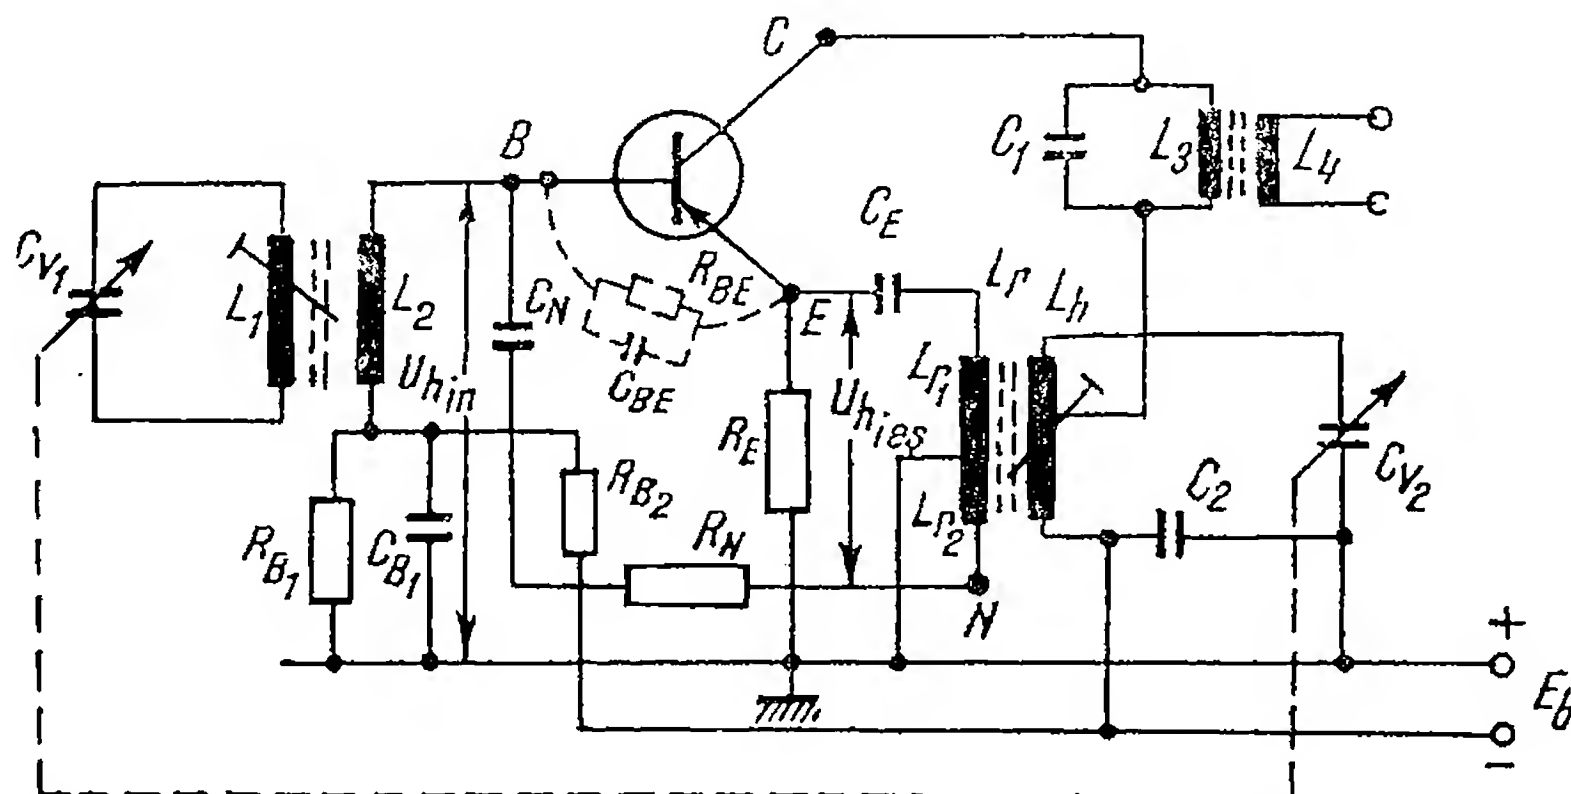 C
B
C1
L3
L4
CV1
L1
L2
CN
RBE
CE
Lr
Lh
E
CBE
Uhin
Uhies
Lr1
RE
RB2
Lr2
C2
CV2
RB1
CB1
RN
N
+
Eb
−